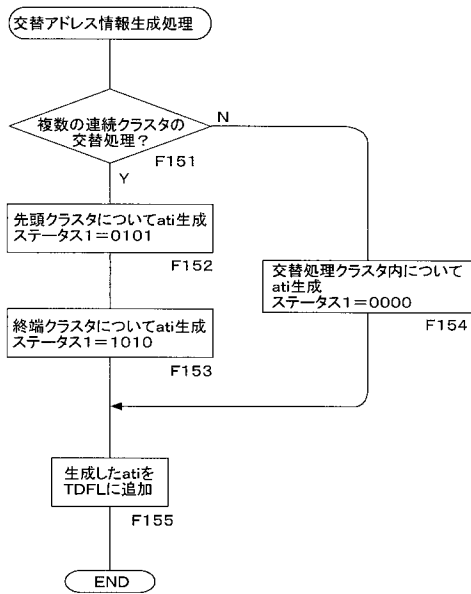 交替アドレス情報生成処理
複数の連続クラスタの
交替処理？
N
F151
Y
先頭クラスタについてati生成
ステータス1＝0101
F152
交替処理クラスタ内について
ati生成
ステータス1＝0000
F154
終端クラスタについてati生成
ステータス1＝1010
F153
生成したatiを
TDFLに追加
F155
END